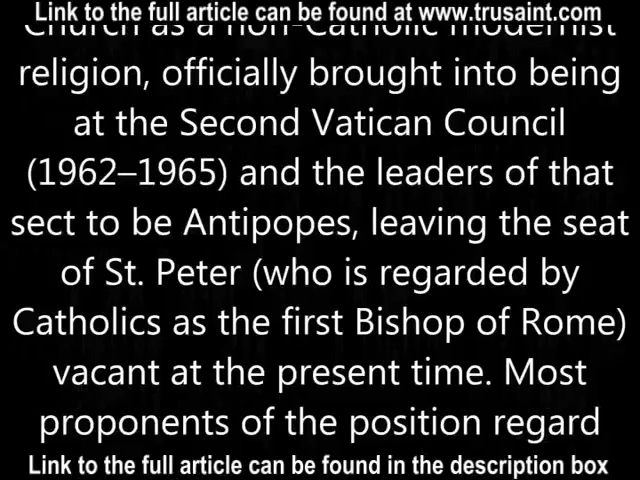 Link to the full article can be found at www.trusaint.com
Church as a non-Catholic modernist
religion, officially brought into being
at the Second Vatican Council
(1962–1965) and the leaders of that
sect to be Antipopes, leaving the seat
of St. Peter (who is regarded by
Catholics as the first Bishop of Rome)
vacant at the present time. Most
proponents of the position regard
Link to the full article can be found in the description box